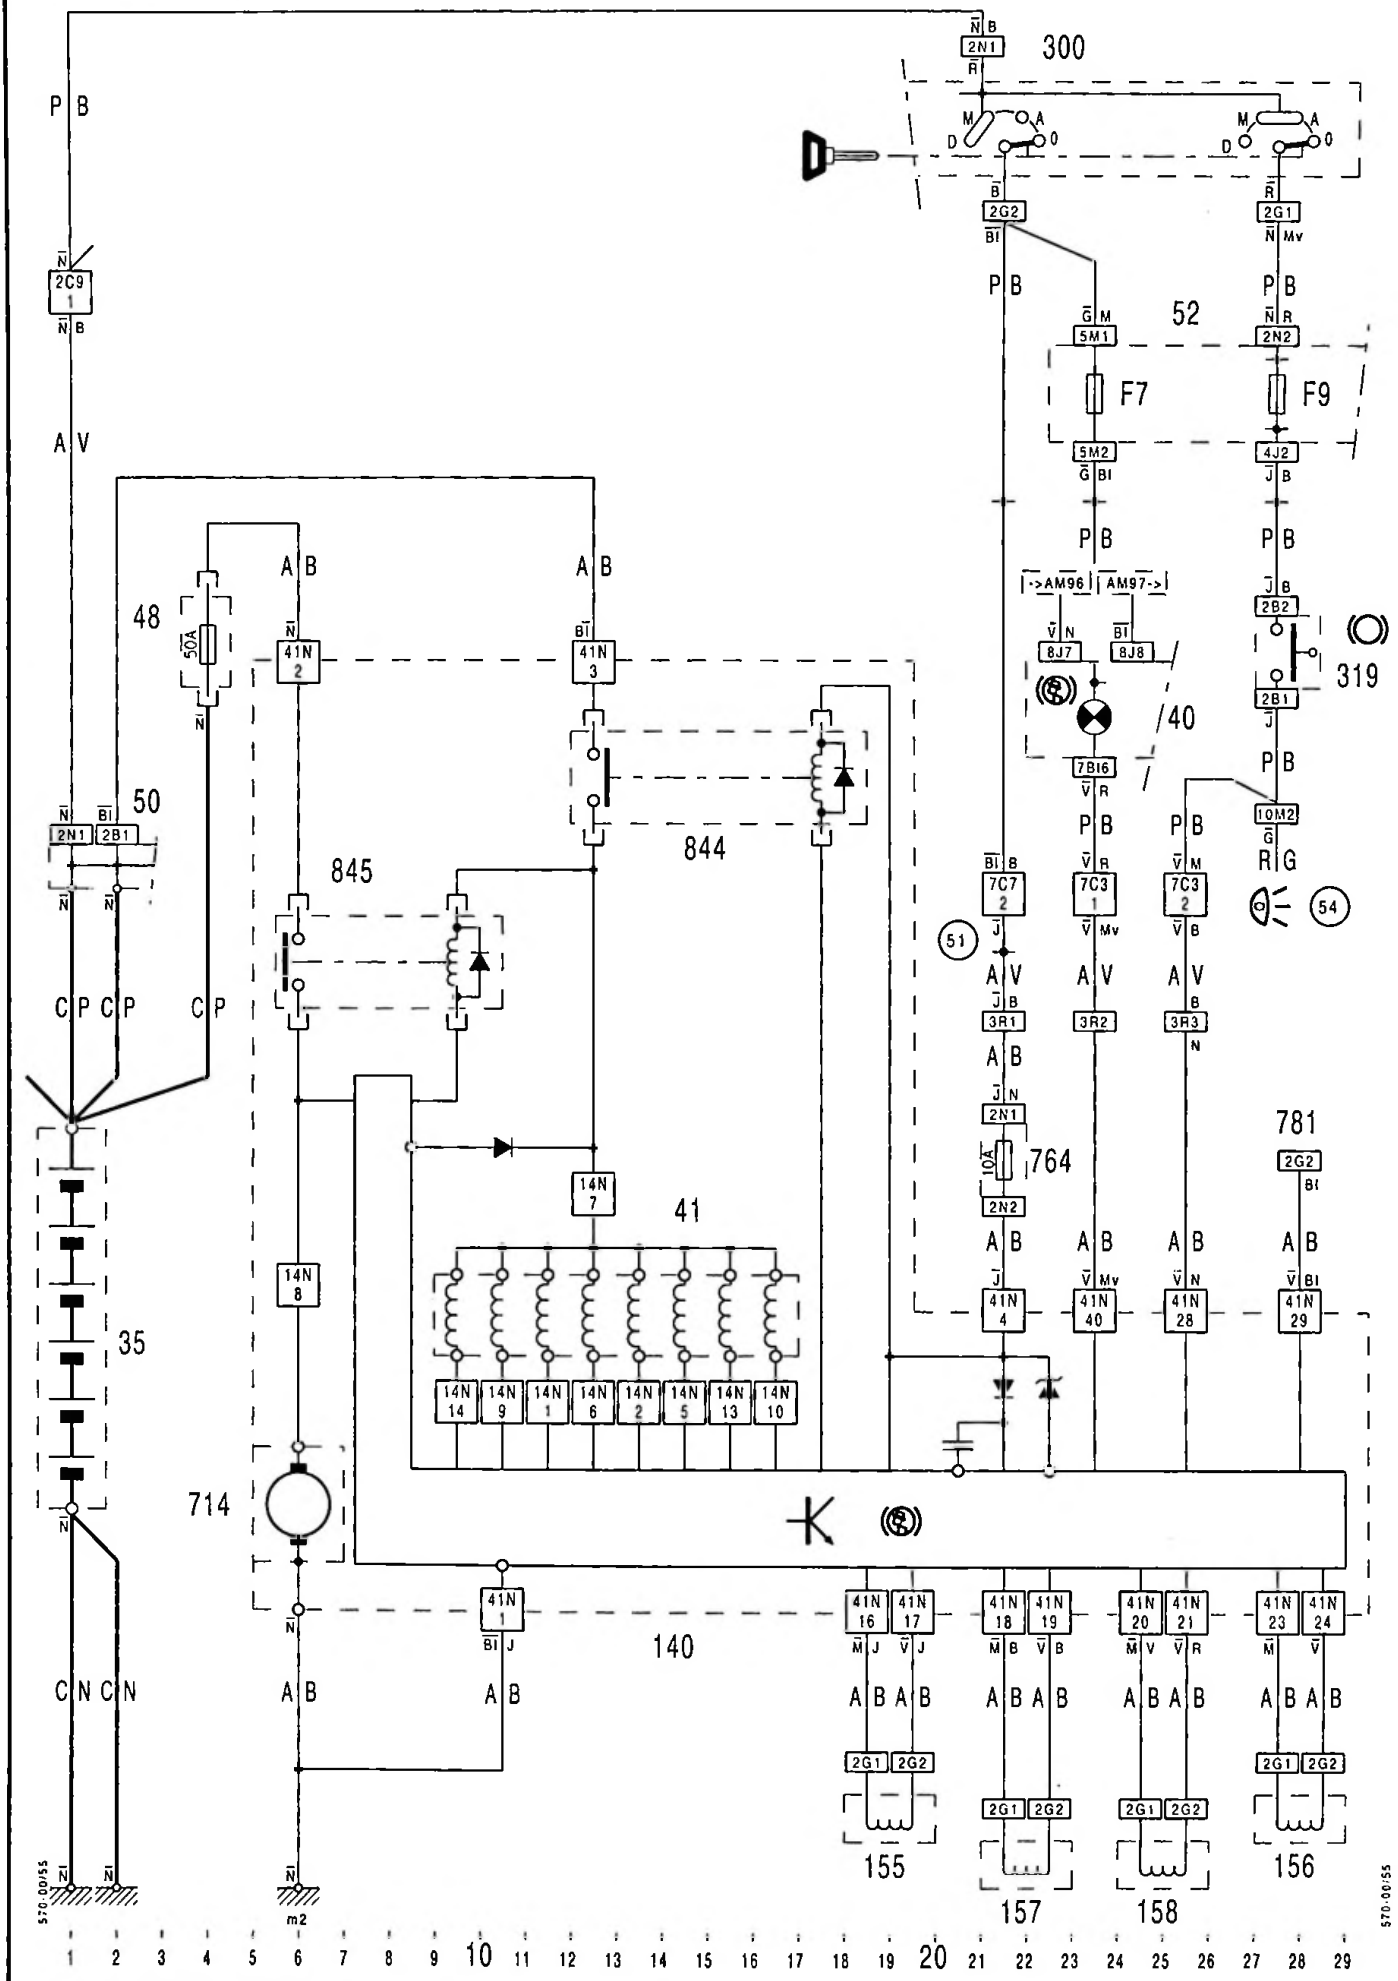 N B
2N1
300
R
P B
M A
D O
M A
D O
B
2G2
BI
R
2G1
N Mv
N
2C9
1
N B
P B
P B
52
G M
5M1
N R
2N2
F7
F9
5M2
G BI
4J2
J B
A V
A B
A B
P B
P B
->AM96
AM97->
48
50A
N
N
41N
2
BI
41N
3
V N
8J7
BI
8J8
J B
2B2
319
2B1
J
40
7BI6
V R
50
N
2N1
BI
2B1
N
N
844
845
P B
P B
P B
10M2
G
R G
54
BI B
7C7
2
J
V R
7C3
1
V Mv
V M
7C3
2
V B
51
A V
A V
A V
C P
C P
C P
J B
3R1
3R2
B
3R3
N
A B
J N
2N1
10A
764
2N2
781
2G2
BI
14N
7
41
A B
A B
A B
A B
14N
8
J
41N
4
V Mv
41N
40
V N
41N
28
V BI
41N
29
35
14N
14
14N
9
14N
1
14N
6
14N
2
14N
5
14N
13
14N
10
714
N
N
41N
1
BI J
140
41N
16
M J
41N
17
V J
41N
18
M B
41N
19
V B
41N
20
M V
41N
21
V R
41N
23
M
41N
24
V
C N
C N
A B
A B
A B
A B
A B
A B
A B
A B
A B
A B
2G1
2G2
2G1
2G2
2G1
2G2
2G1
2G2
155
157
158
156
N
N
N
m2
570-00/55
570-00/55
1 2 3 4 5 6 7 8 9 10 11 12 13 14 15 16 17 18 19 20 21 22 23 24 25 26 27 28 29